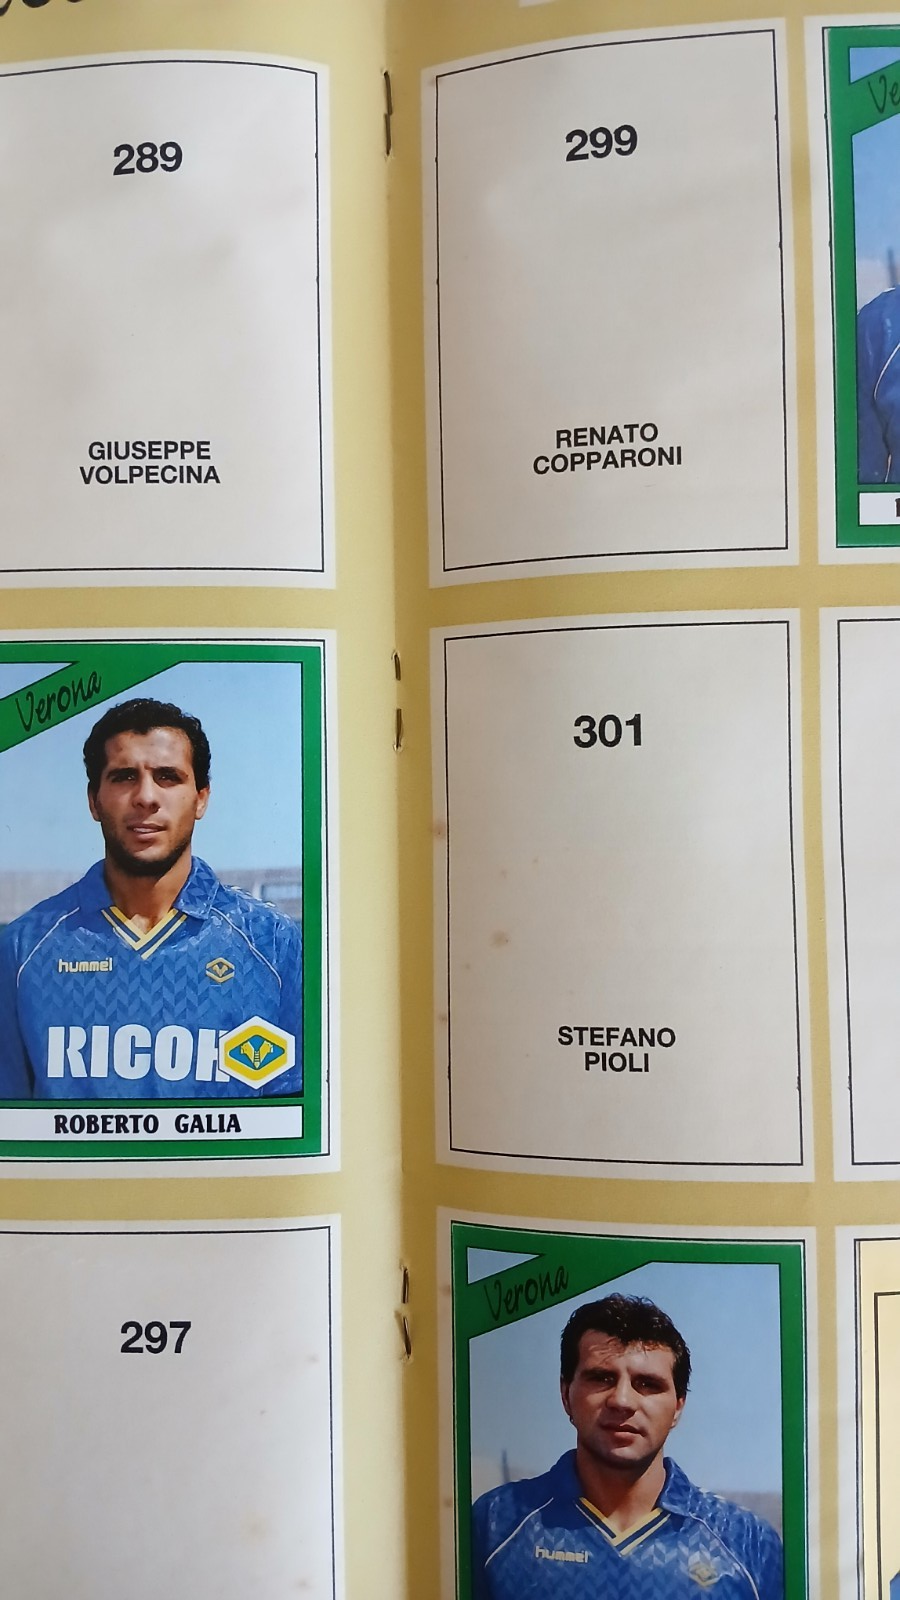 289
GIUSEPPE
VOLPECINA
Verona
hummel
RICOH
ROBERTO GALIA
297
299
RENATO
COPPARONI
301
STEFANO
PIOLI
Verona
hummel